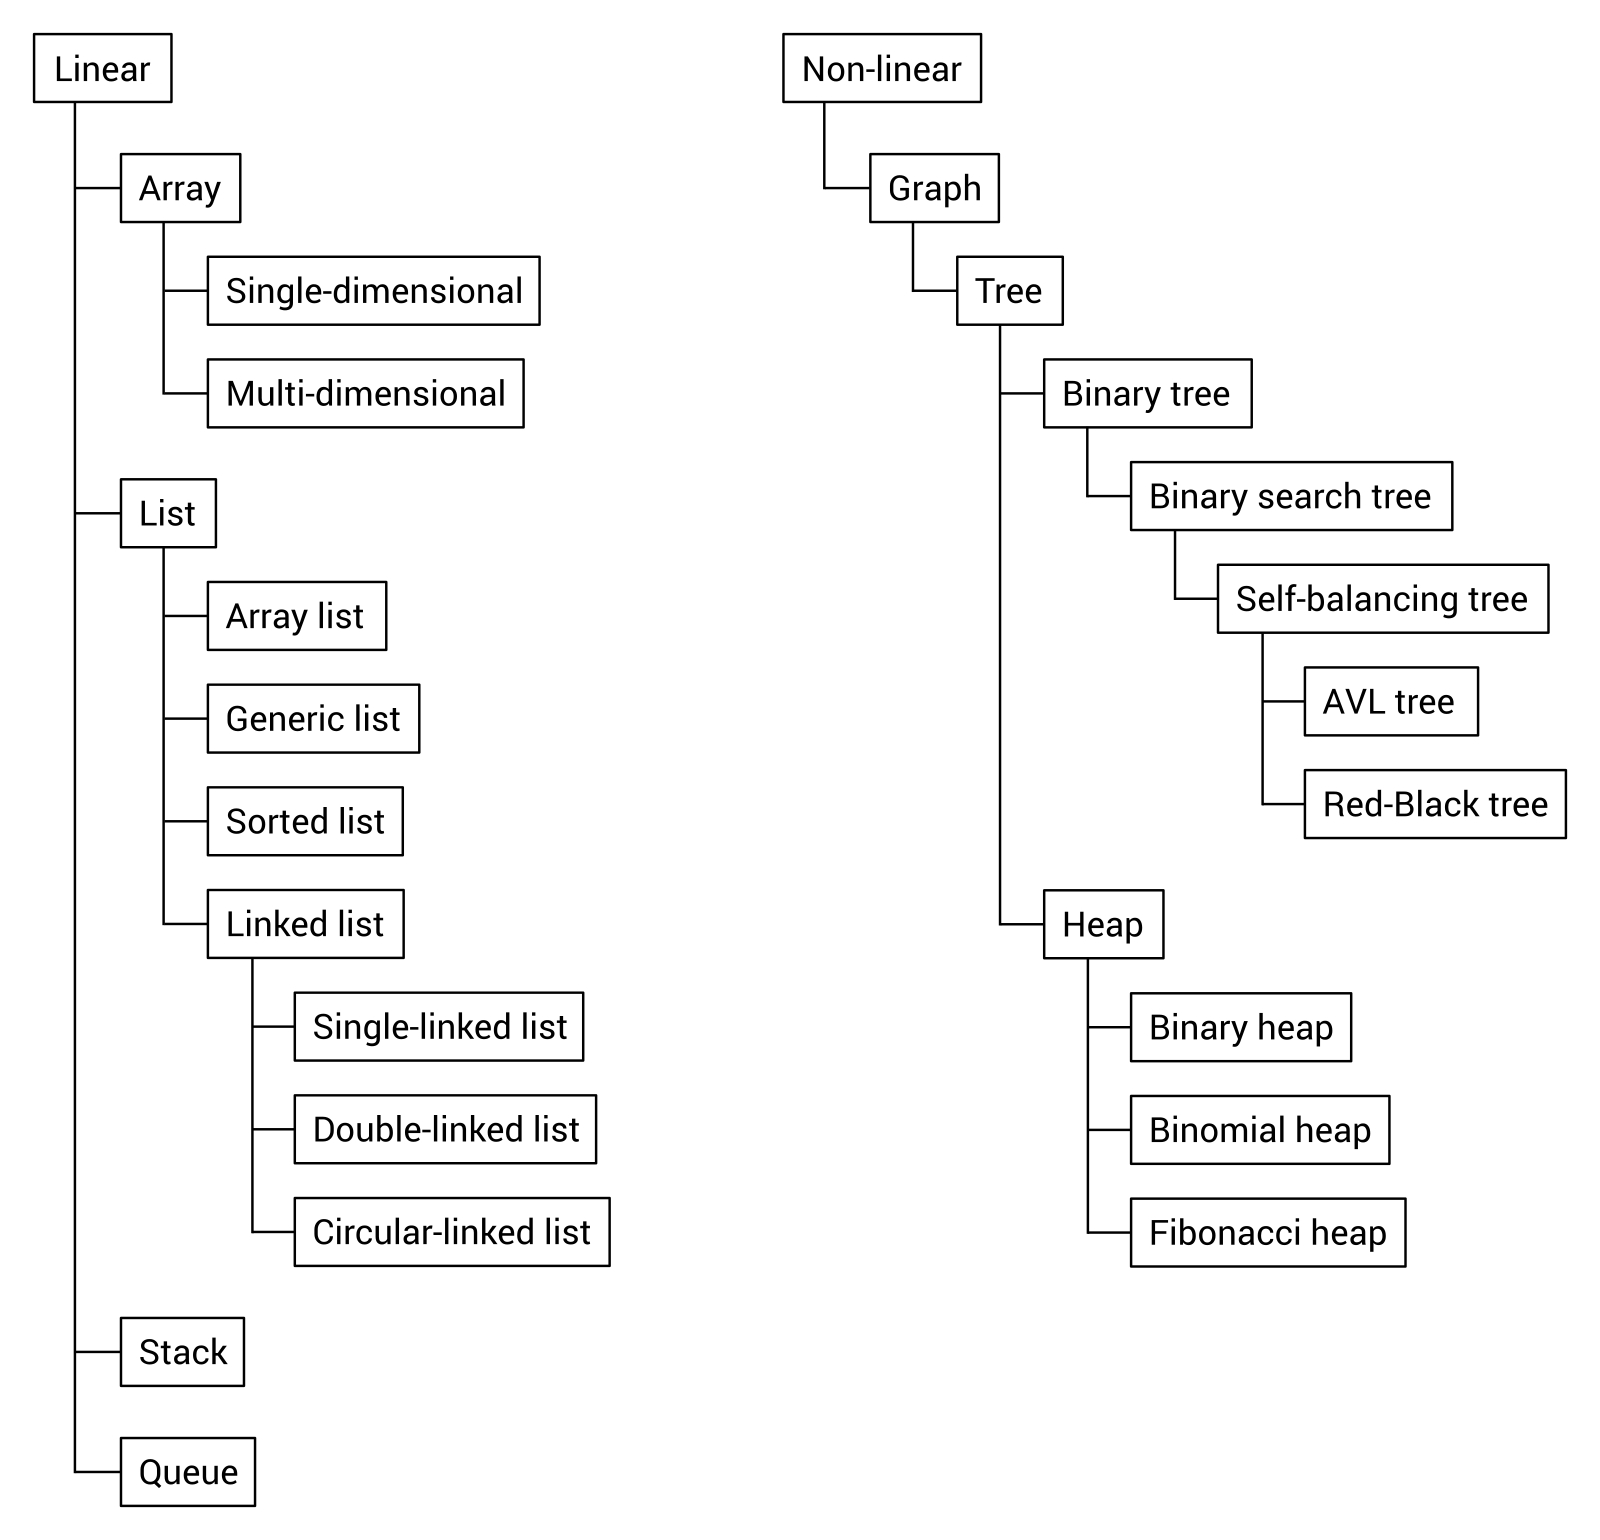 Linear
Array
Single-dimensional
Multi-dimensional
List
Array list
Generic list
Sorted list
Linked list
Single-linked list
Double-linked list
Circular-linked list
Stack
Queue
Non-linear
Graph
Tree
Binary tree
Binary search tree
Self-balancing tree
AVL tree
Red-Black tree
Heap
Binary heap
Binomial heap
Fibonacci heap